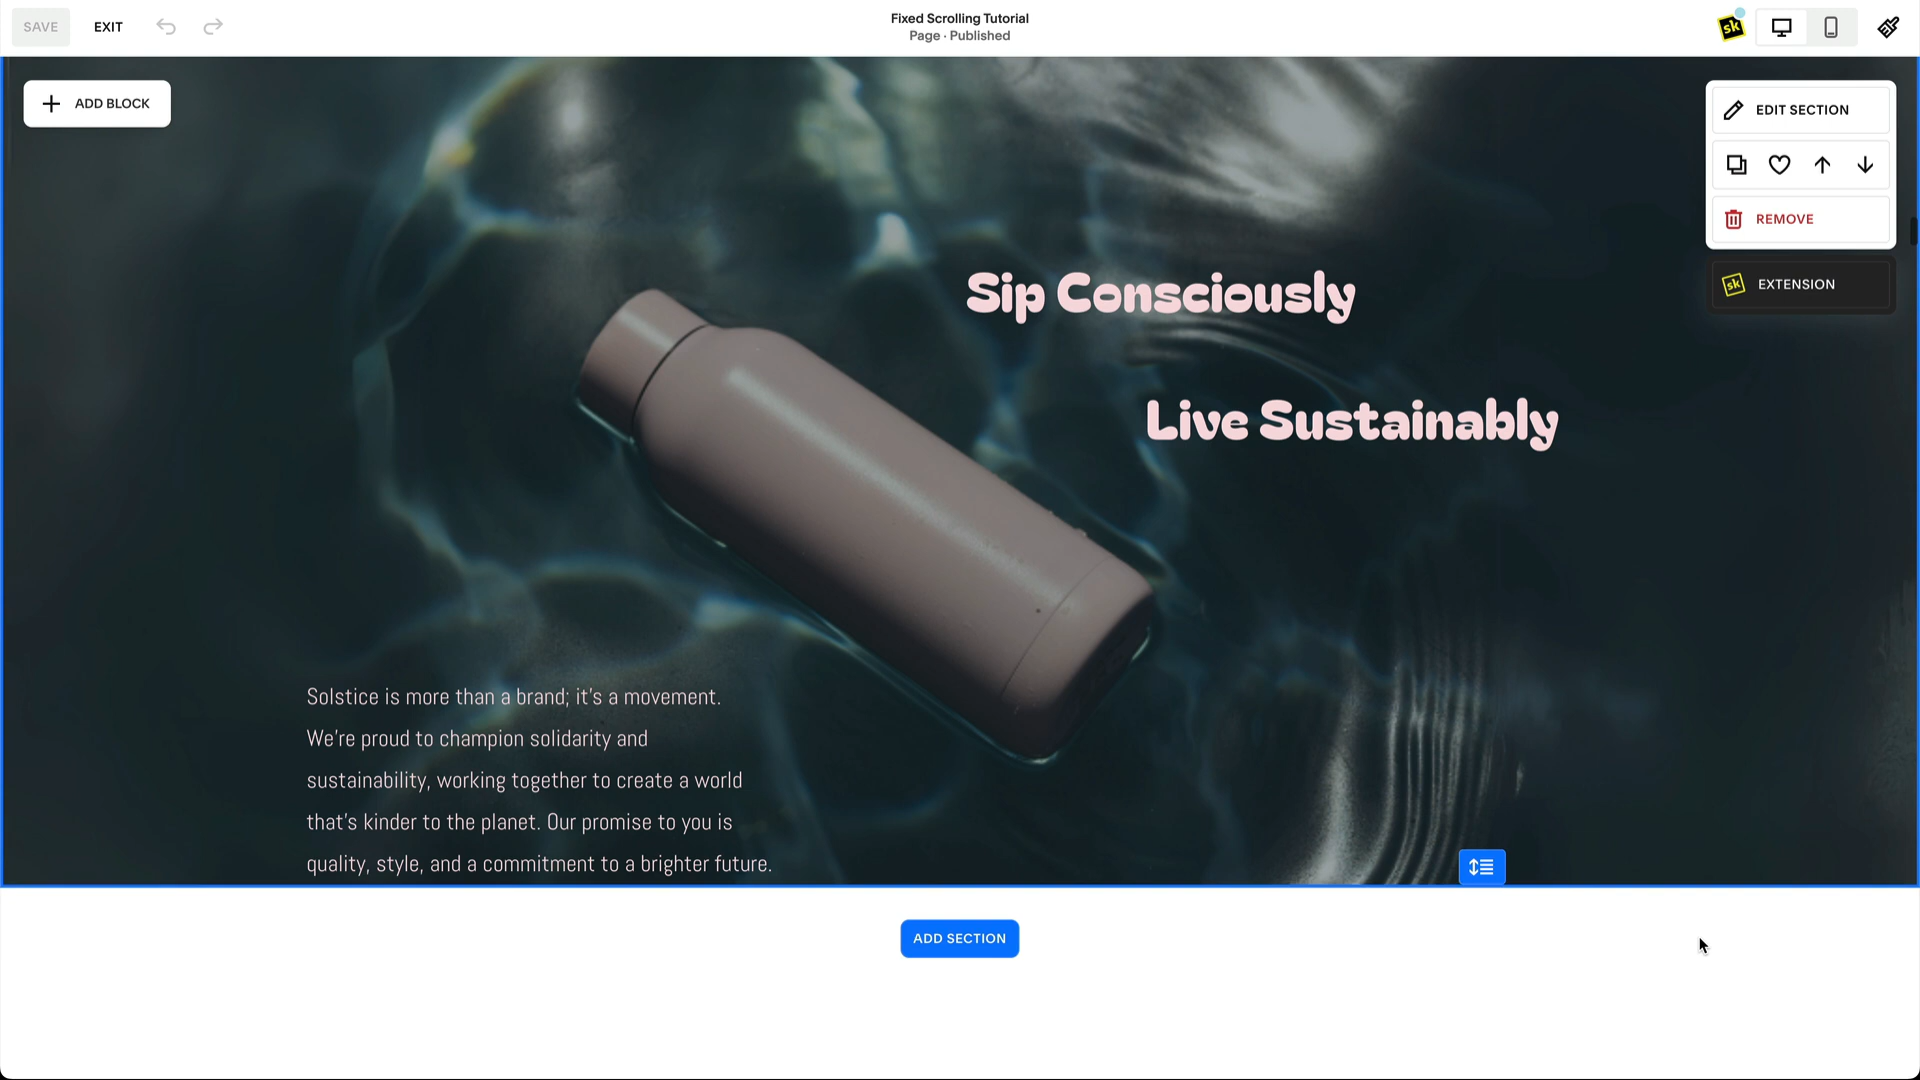 SAVE
EXIT
Fixed Scrolling Tutorial
Page · Published
sk
ADD BLOCK
EDIT SECTION
REMOVE
sk
EXTENSION
Sip Consciously
Live Sustainably
Solstice is more than a brand; it's a movement.
We're proud to champion solidarity and
sustainability, working together to create a world
that's kinder to the planet. Our promise to you is
quality, style, and a commitment to a brighter future.
ADD SECTION